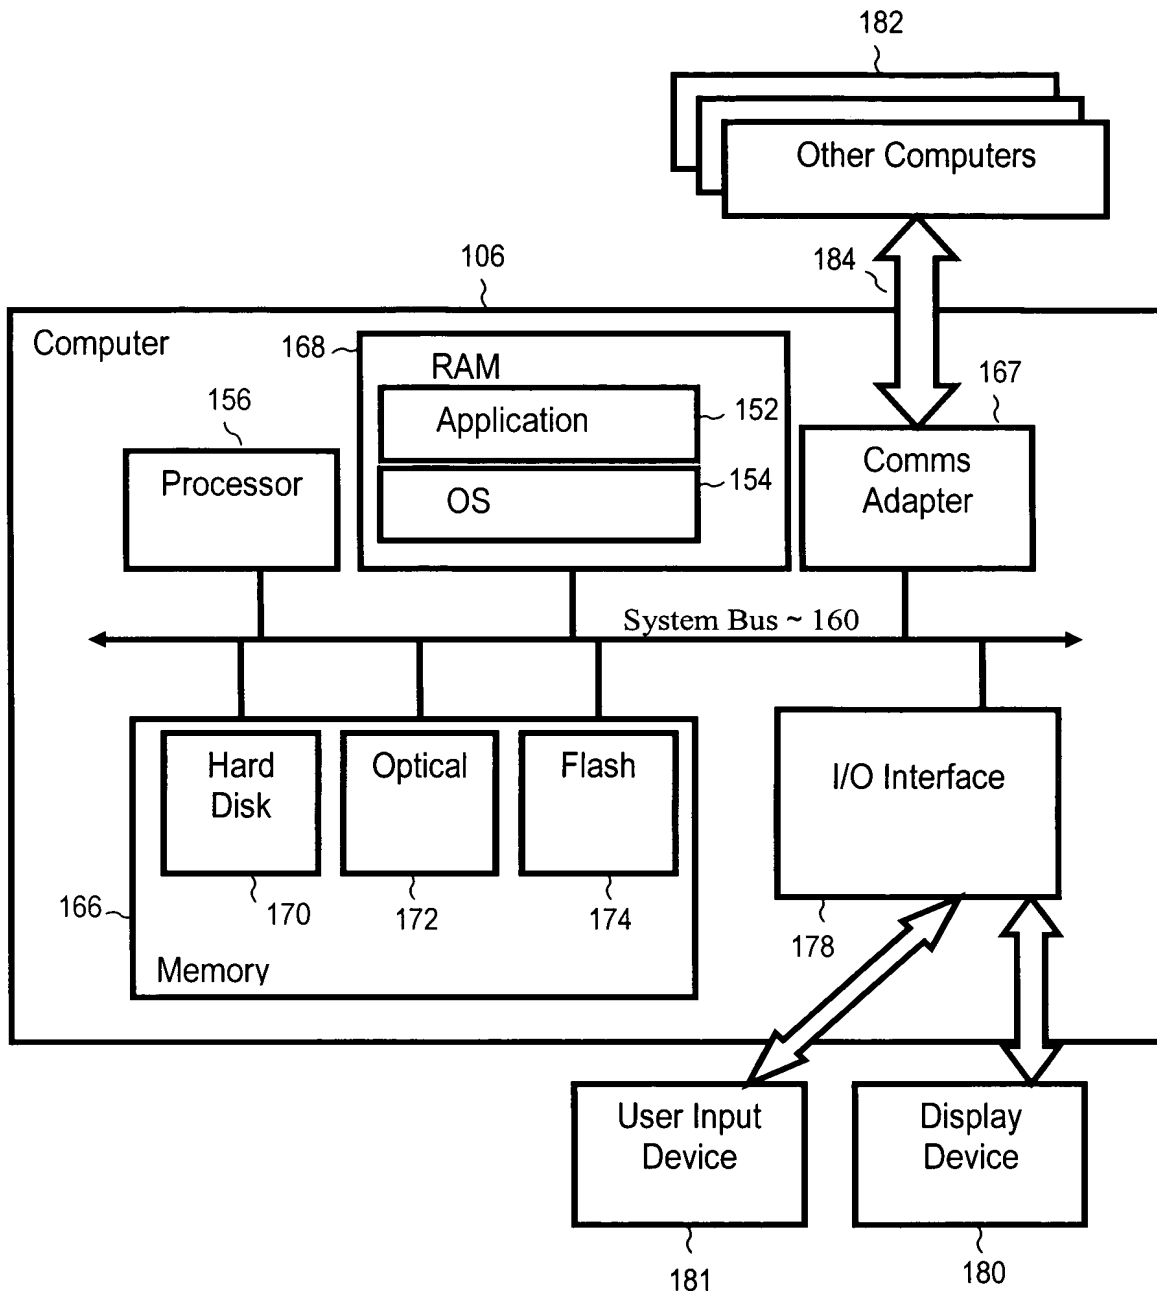 182
Other Computers
184
106
Computer
168
RAM
167
156
Application
152
Comms
Adapter
Processor
OS
154
System Bus ~ 160
Hard
Disk
Optical
Flash
I/O Interface
166
170
172
174
178
Memory
User Input
Device
Display
Device
181
180